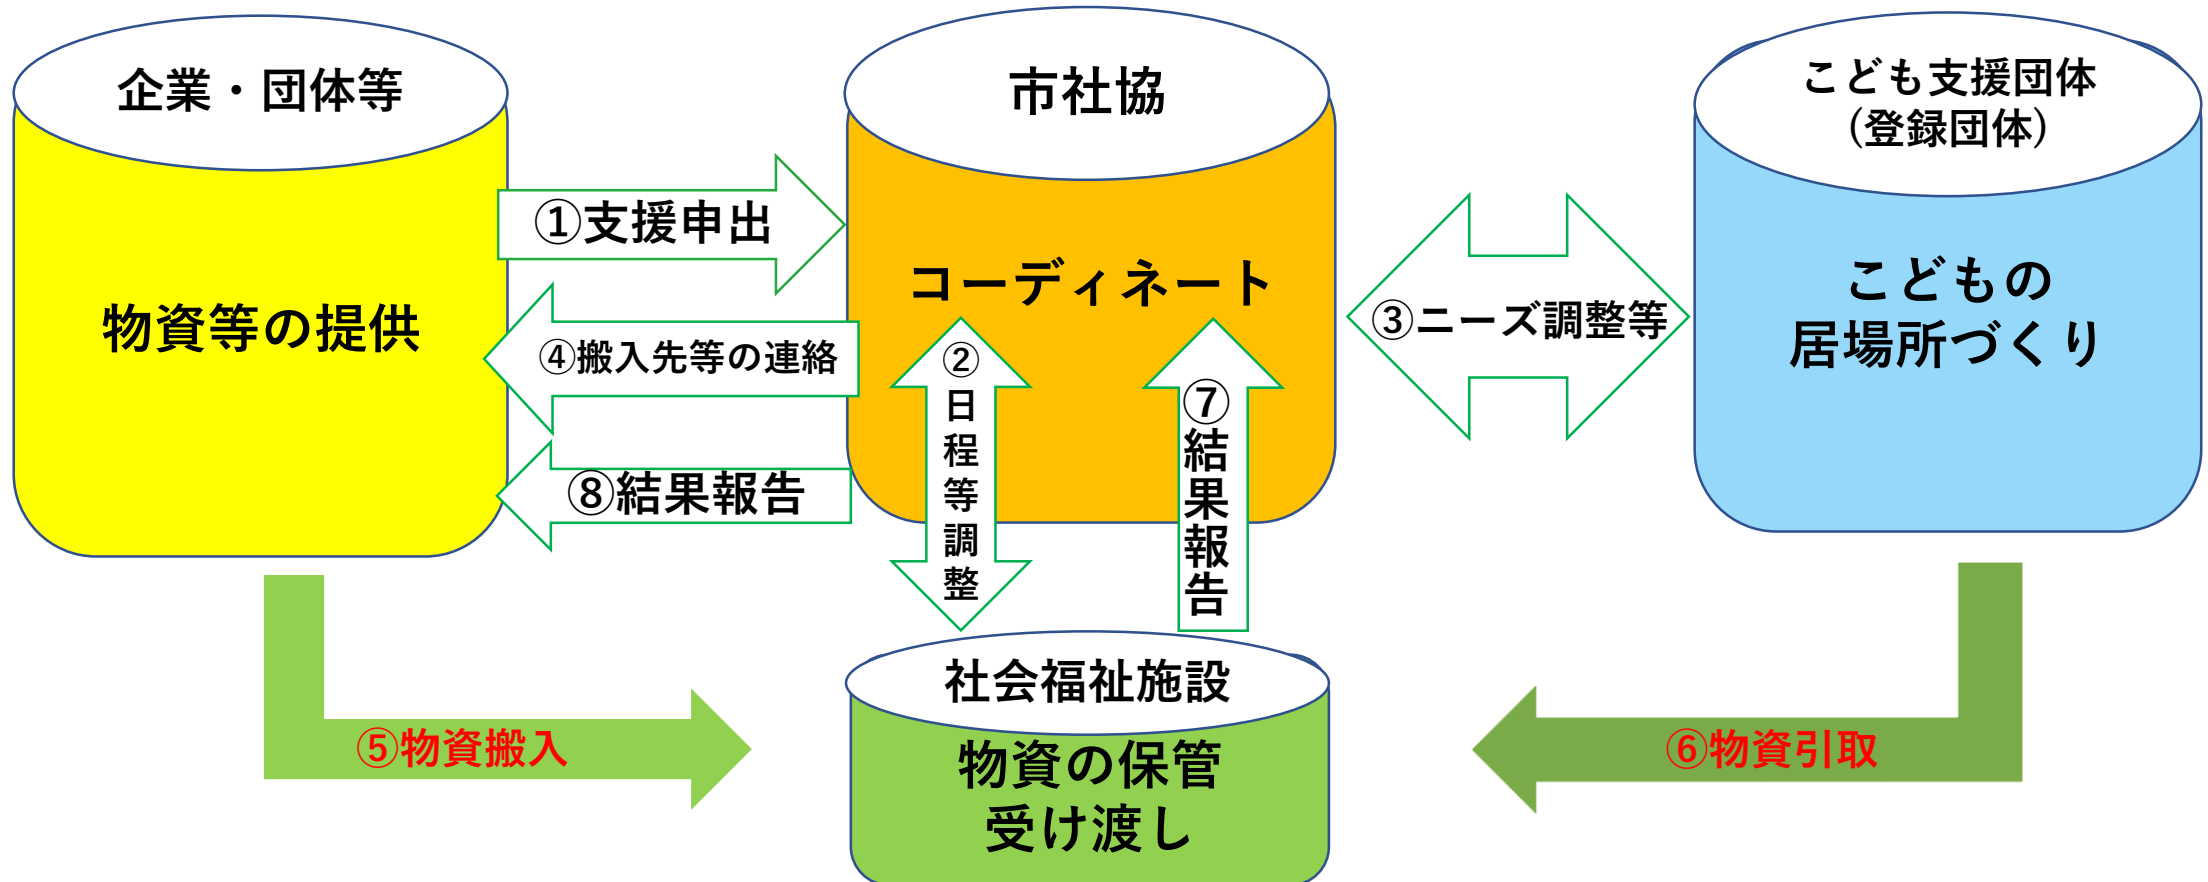 企業・団体等
物資等の提供
市社協
コーディネート
こども支援団体
(登録団体)
こどもの
居場所づくり
①支援申出
④搬入先等の連絡
⑧結果報告
②日程等調整
⑦結果報告
③ニーズ調整等
社会福祉施設
物資の保管
受け渡し
⑤物資搬入
⑥物資引取